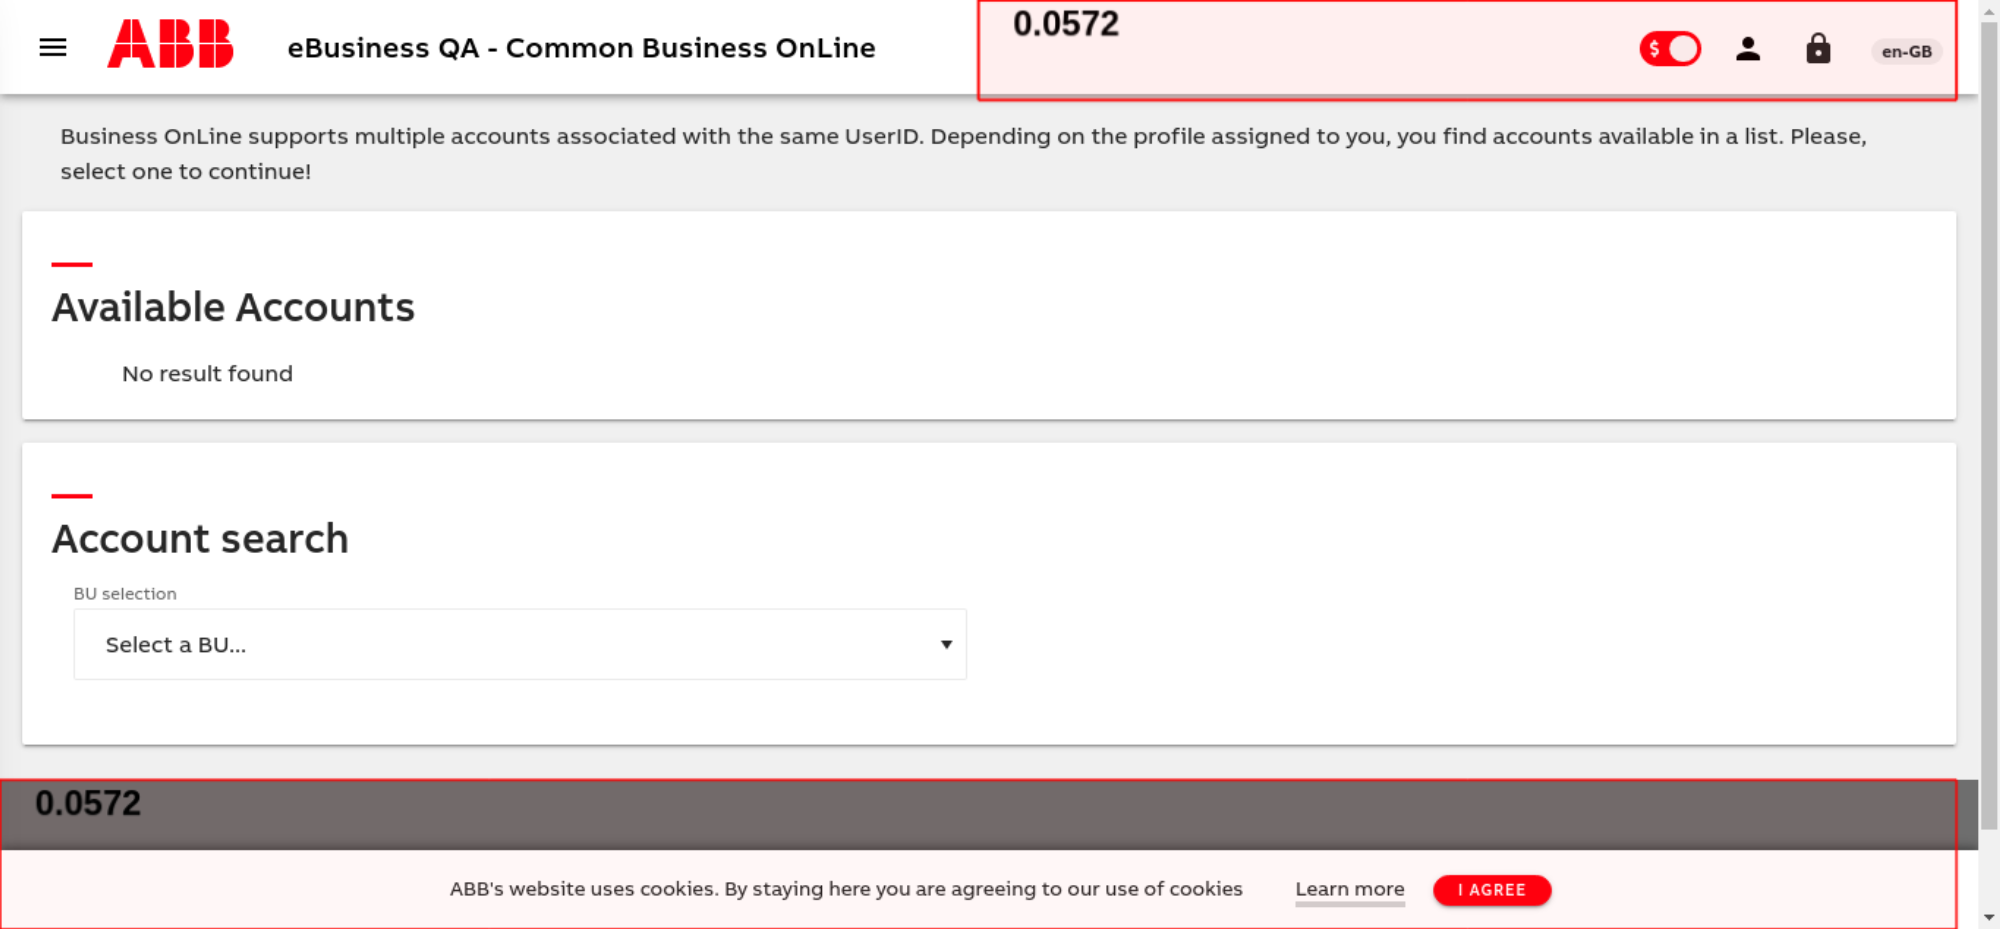 ABB
eBusiness QA - Common Business OnLine
0.0572
$
en-GB
Business OnLine supports multiple accounts associated with the same UserID. Depending on the profile assigned to you, you find accounts available in a list. Please,
select one to continue!
Available Accounts
No result found
Account search
BU selection
Select a BU...
0.0572
ABB's website uses cookies. By staying here you are agreeing to our use of cookies
Learn more
I AGREE